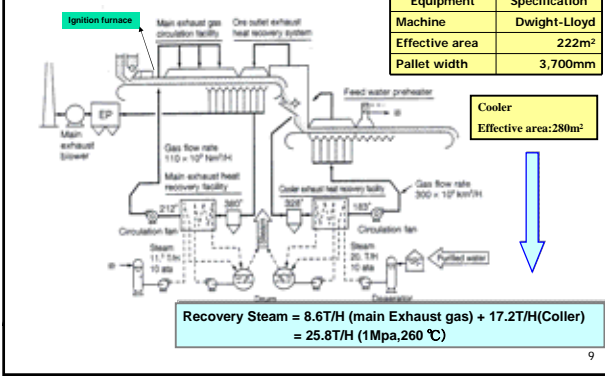 Equipment Specification
Machine Dwight-Lloyd
Effective area 222m²
Pallet width 3,700mm
Ignition furnace
Main exhaust gas
circulation facility
Ore outlet exhaust
heat recovery system
Feed water preheater
EP
Main
exhaust
blower
Cooler
Effective area:280m²
Gas flow rate
110 × 10³ Nm³/H
Main exhaust heat
recovery facility
Cooler exhaust heat recovery facility
Gas flow rate
212°
380°
328°
183°
Circulation fan
Circulation fan
Steam
T/H
10 ata
Steam
T/H
10 ata
Purified water
Drum
Deaerator
Recovery Steam = 8.6T/H (main Exhaust gas) + 17.2T/H(Coller)
= 25.8T/H (1Mpa,260 ℃)
9